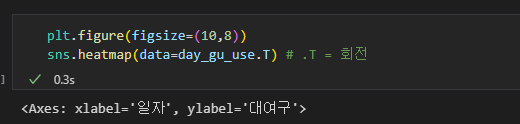 plt.figure(figsize=(10,8))
sns.heatmap(data=day_gu_use.T) # .T = 회전
]
0.3s
<Axes: xlabel='일자', ylabel='대여구'>